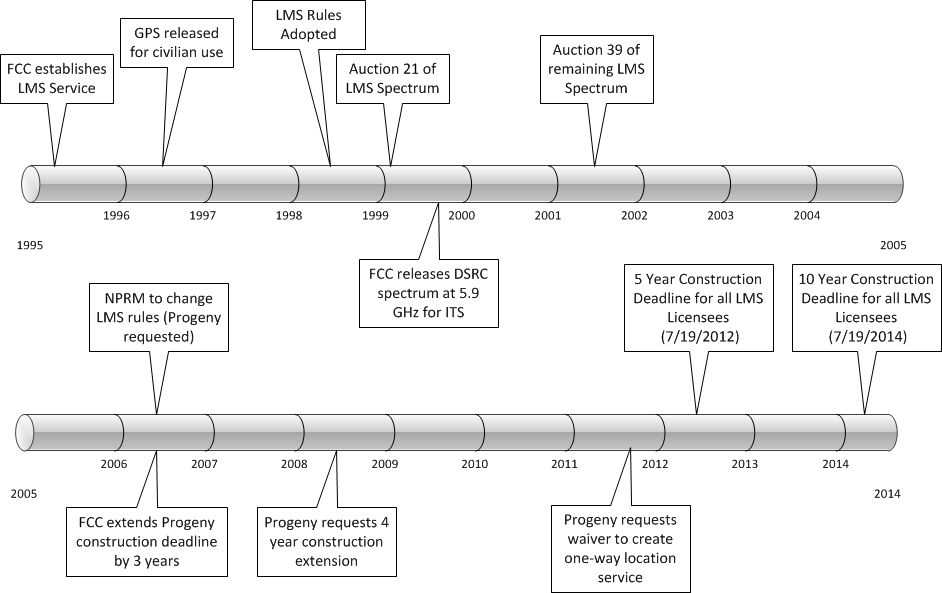 FCC establishes
LMS Service
GPS released
for civilian use
LMS Rules
Adopted
Auction 21 of
LMS Spectrum
Auction 39 of
remaining LMS
Spectrum
1996
1997
1998
1999
2000
2001
2002
2003
2004
1995
2005
FCC releases DSRC
spectrum at 5.9
GHz for ITS
NPRM to change
LMS rules (Progeny
requested)
5 Year Construction
Deadline for all LMS
Licensees
(7/19/2012)
10 Year Construction
Deadline for all LMS
Licensees
(7/19/2014)
2006
2007
2008
2009
2010
2011
2012
2013
2014
2005
2014
FCC extends Progeny
construction deadline
by 3 years
Progeny requests 4
year construction
extension
Progeny requests
waiver to create
one-way location
service